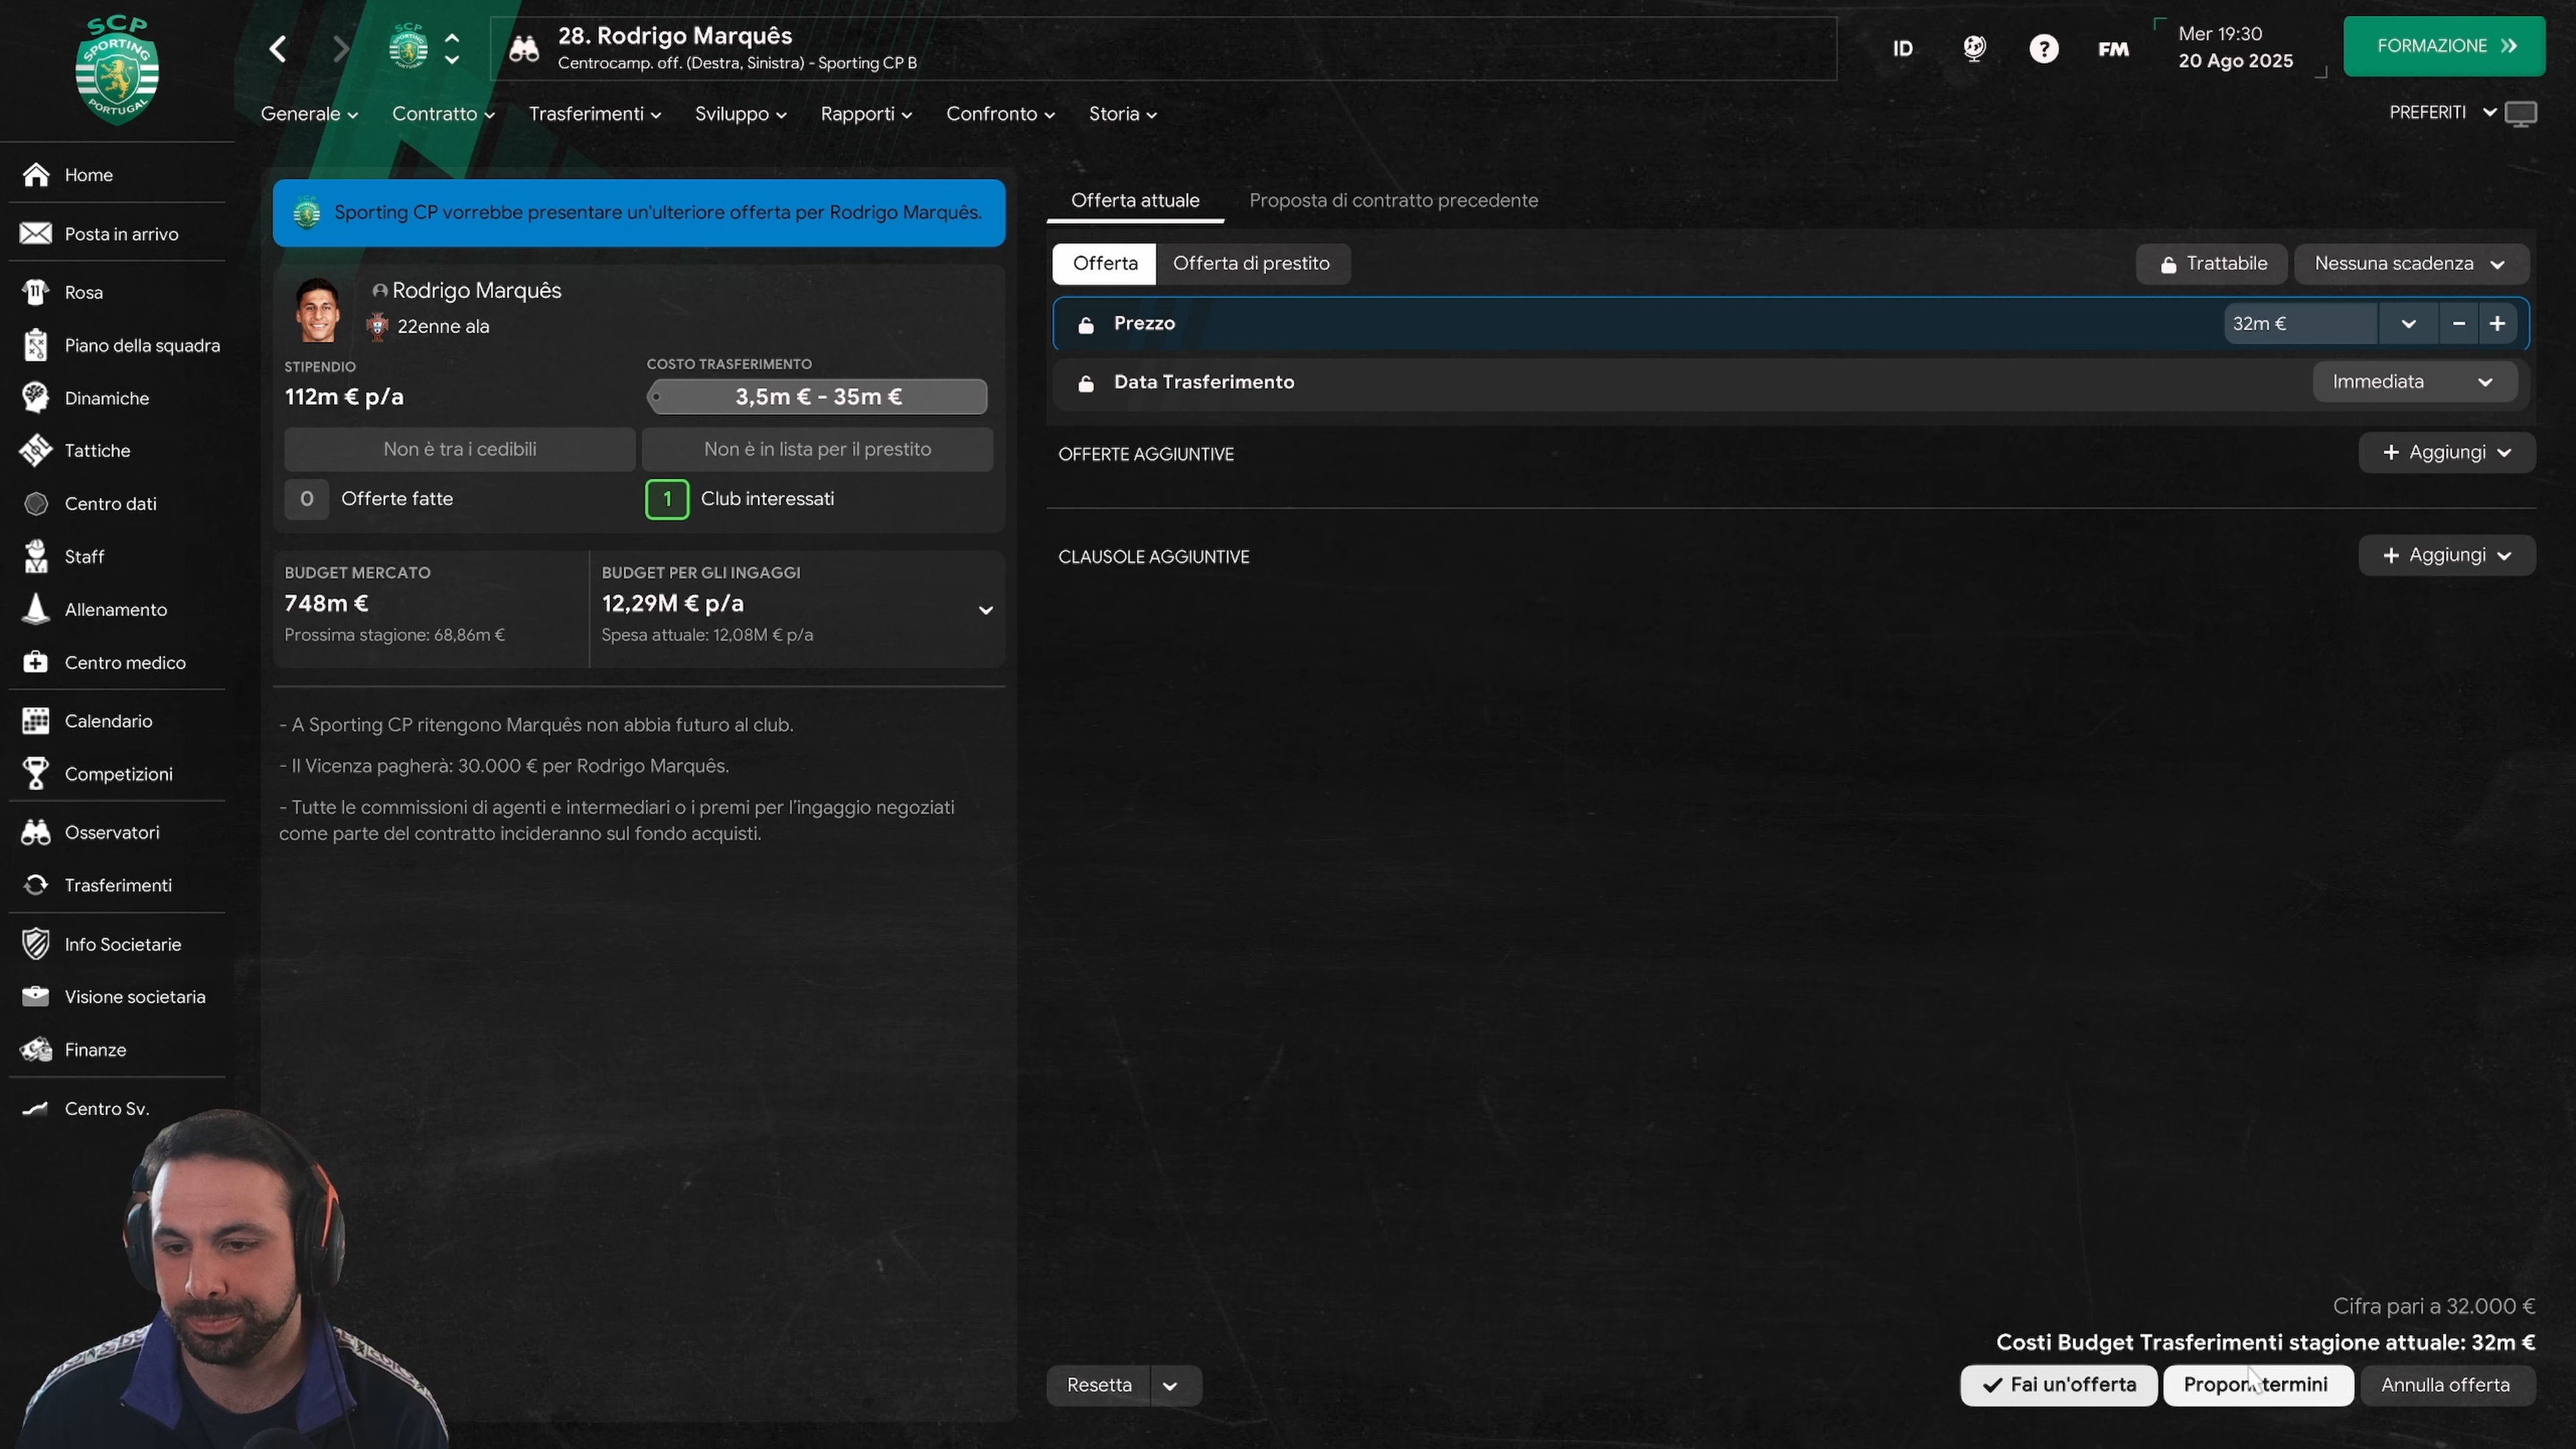 SCP
SPORTING
PORTUGAL
28. Rodrigo Marquês
Centrocamp. off. (Destra, Sinistra) - Sporting CP B
ID
FM
Mer 19:30
20 Ago 2025
FORMAZIONE
Generale
Contratto
Trasferimenti
Sviluppo
Rapporti
Confronto
Storia
PREFERITI
Home
Posta in arrivo
Rosa
Piano della squadra
Dinamiche
Tattiche
Centro dati
Staff
Allenamento
Centro medico
Calendario
Competizioni
Osservatori
Trasferimenti
Info Societarie
Visione societaria
Finanze
Centro Sv.
Sporting CP vorrebbe presentare un'ulteriore offerta per Rodrigo Marquês.
Rodrigo Marquês
22enne ala
STIPENDIO
112m € p/a
COSTO TRASFERIMENTO
3,5m € - 35m €
Non è tra i cedibili
Non è in lista per il prestito
0 Offerte fatte
1 Club interessati
BUDGET MERCATO
748m €
Prossima stagione: 68,86m €
BUDGET PER GLI INGAGGI
12,29M € p/a
Spesa attuale: 12,08M € p/a
- A Sporting CP ritengono Marquês non abbia futuro al club.
- Il Vicenza pagherà: 30.000 € per Rodrigo Marquês.
- Tutte le commissioni di agenti e intermediari o i premi per l'ingaggio negoziati
come parte del contratto incideranno sul fondo acquisti.
Offerta attuale
Proposta di contratto precedente
Offerta
Offerta di prestito
Trattabile
Nessuna scadenza
Prezzo
32m €
Data Trasferimento
Immediata
OFFERTE AGGIUNTIVE
+ Aggiungi
CLAUSOLE AGGIUNTIVE
+ Aggiungi
Cifra pari a 32.000 €
Costi Budget Trasferimenti stagione attuale: 32m €
Resetta
Fai un'offerta
Proponi termini
Annulla offerta